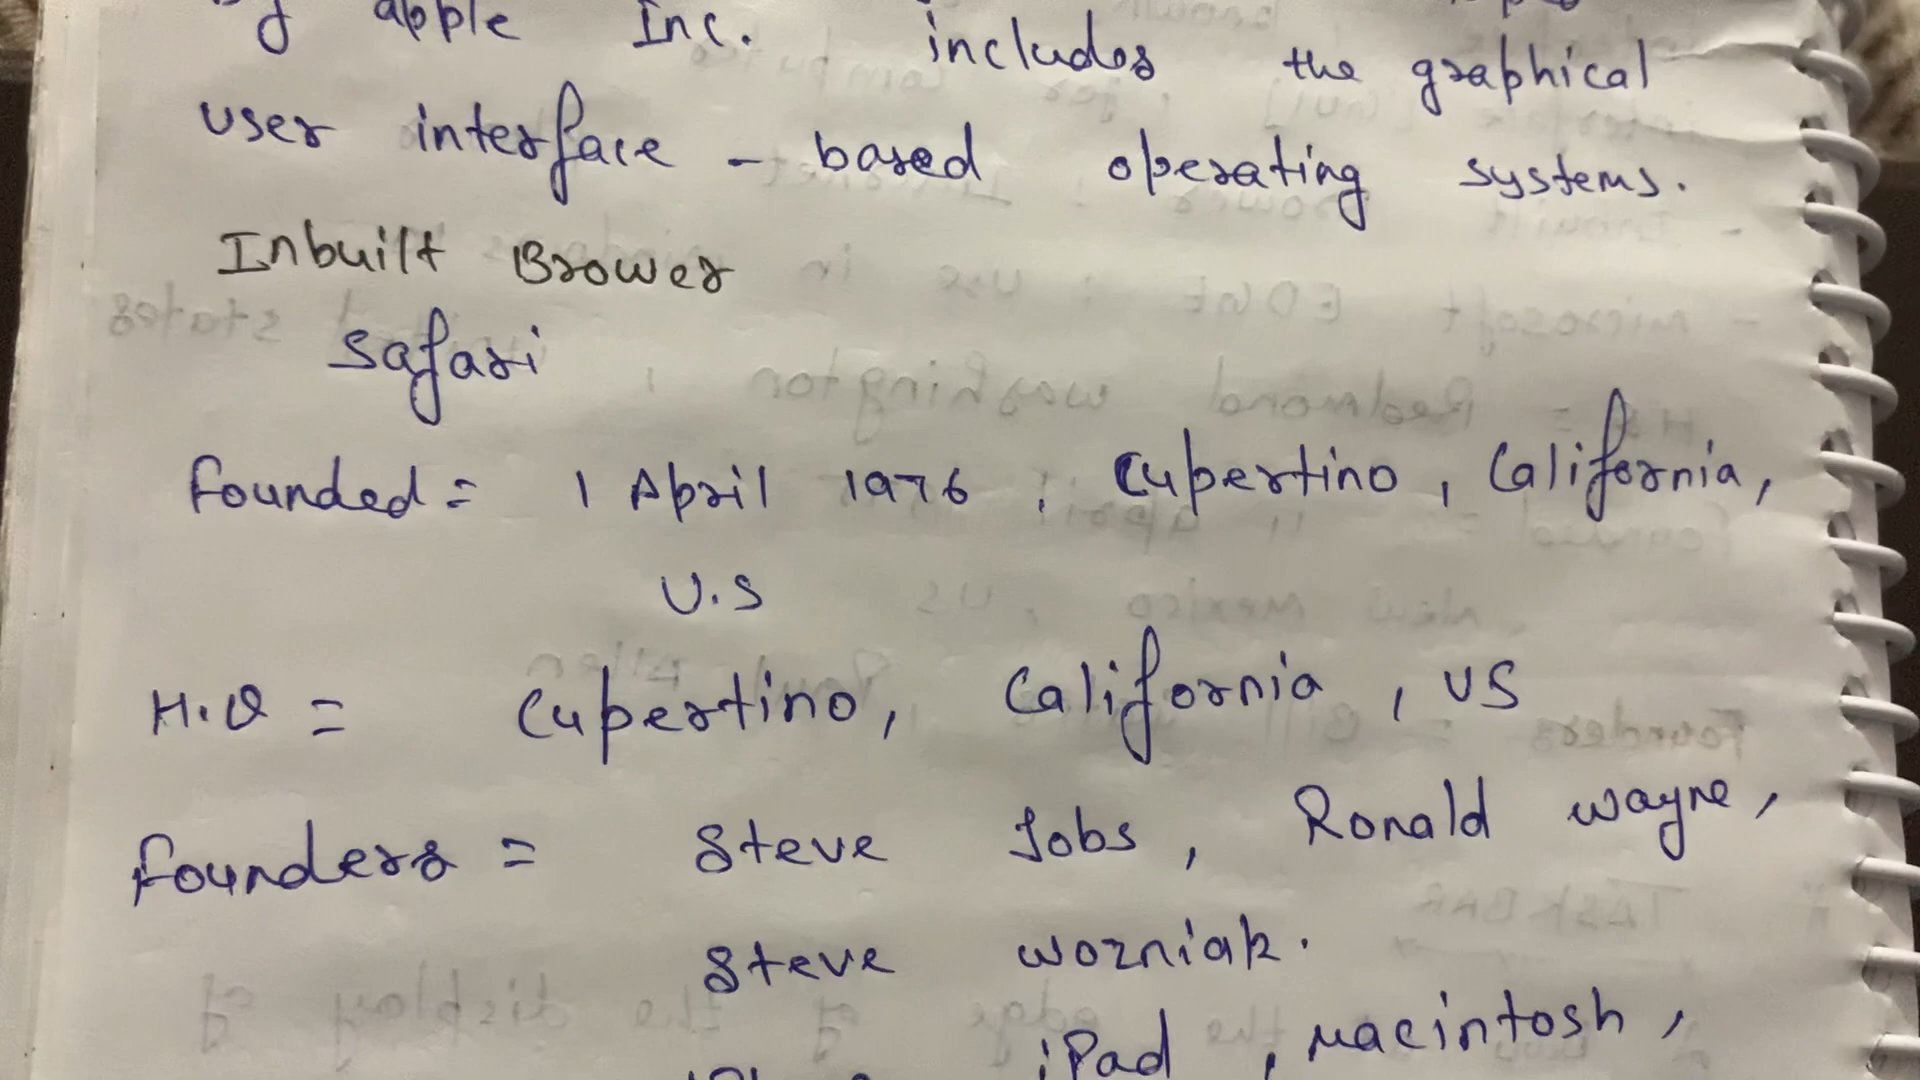 of apple Inc. includes the graphical
user interface - based operating systems.
Inbuilt Brower
Safari
Founded = 1 April 1976, Cupertino, California,
U.S
H.Q = Cupertino, California, US
Founders = Steve Jobs, Ronald wayne,
Steve wozniak.
iPad, Macintosh,